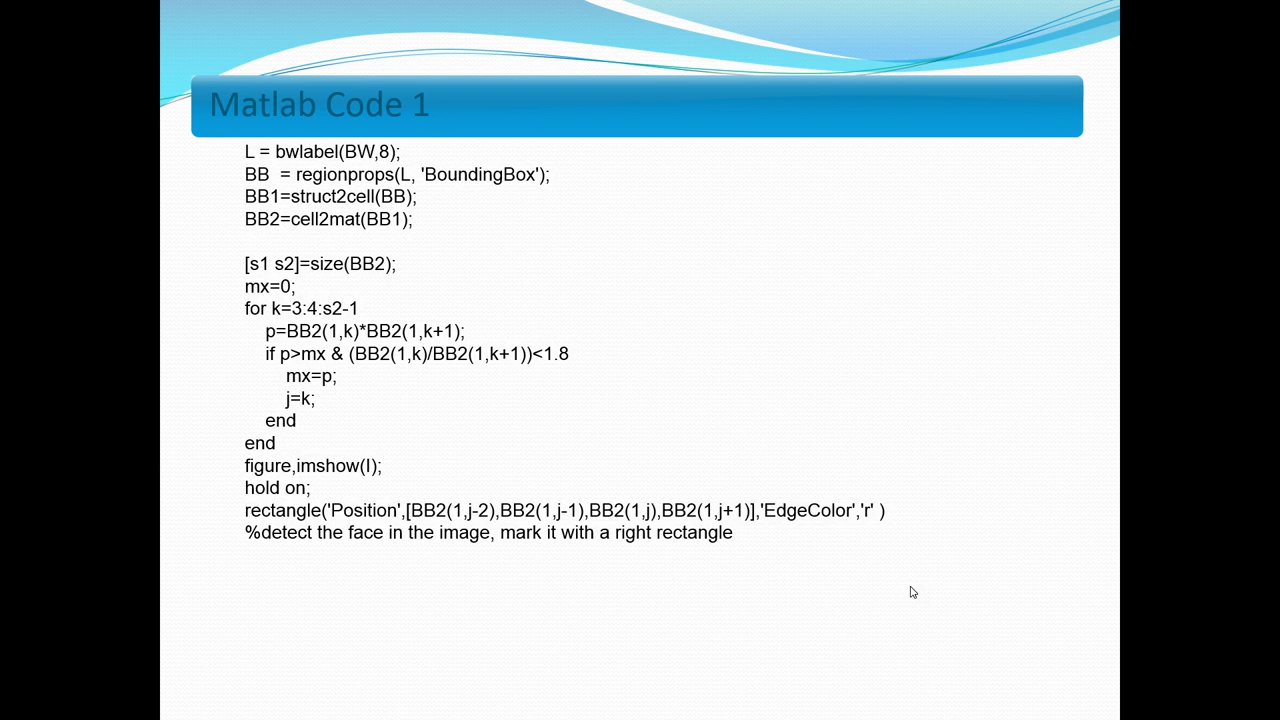 Matlab Code 1
L = bwlabel(BW,8);
BB  = regionprops(L, 'BoundingBox');
BB1=struct2cell(BB);
BB2=cell2mat(BB1);
[s1 s2]=size(BB2);
mx=0;
for k=3:4:s2-1
p=BB2(1,k)*BB2(1,k+1);
if p>mx & (BB2(1,k)/BB2(1,k+1))<1.8
mx=p;
j=k;
end
end
figure,imshow(I);
hold on;
rectangle('Position',[BB2(1,j-2),BB2(1,j-1),BB2(1,j),BB2(1,j+1)],'EdgeColor','r' )
%detect the face in the image, mark it with a right rectangle